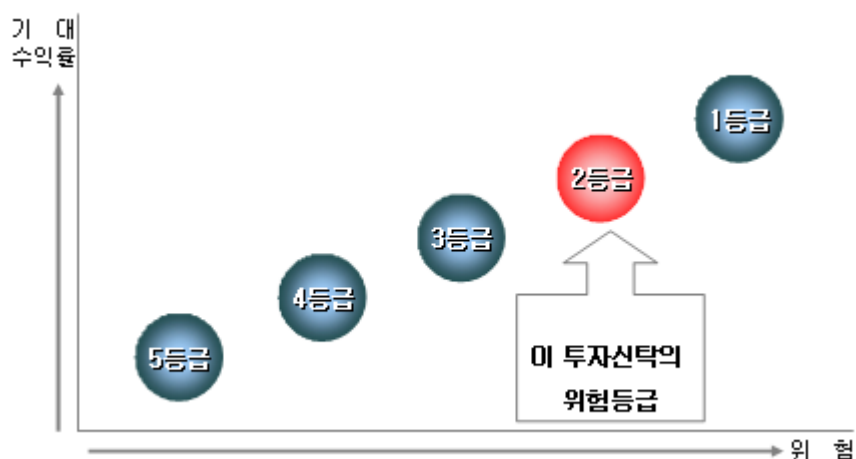 기 대
수익률
1등급
2등급
3등급
4등급
5등급
이 투자신탁의
위험등급
위 험